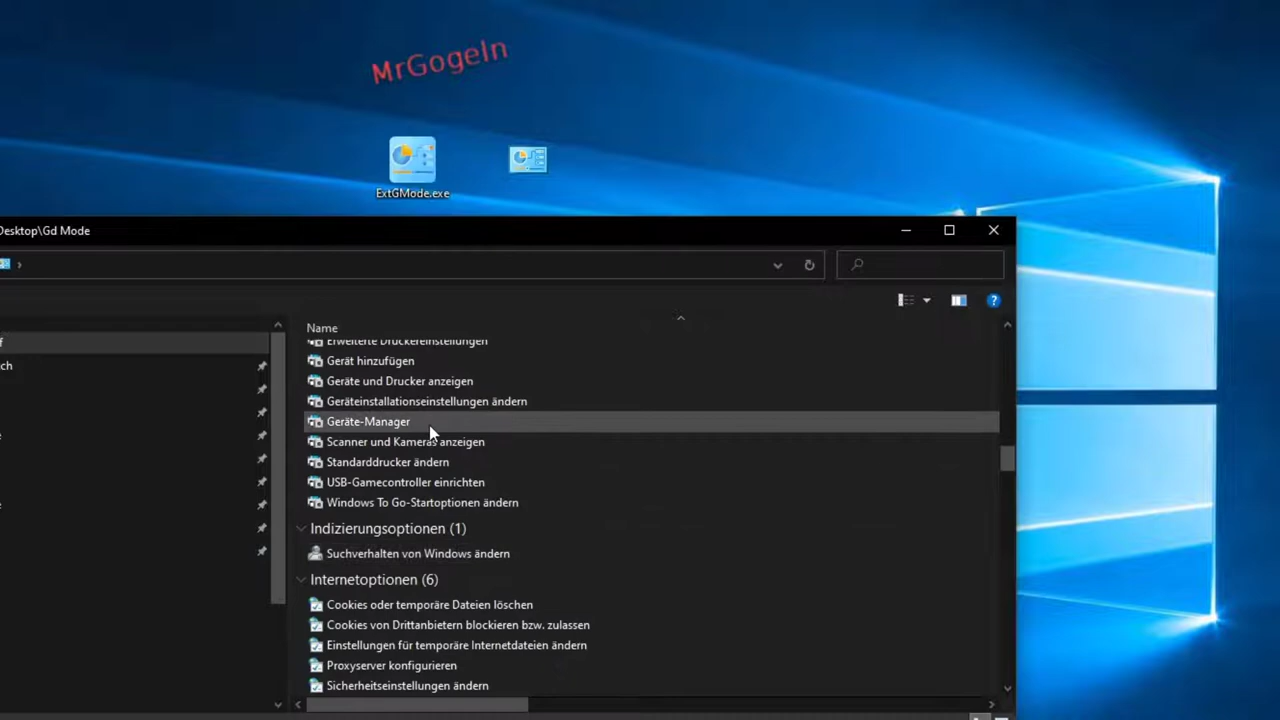 MrGogeln
ExtGMode.exe
Desktop\Gd Mode
Name
Erweiterte Druckereinstellungen
Gerät hinzufügen
Geräte und Drucker anzeigen
Geräteinstallationseinstellungen ändern
Geräte-Manager
Scanner und Kameras anzeigen
Standarddrucker ändern
USB-Gamecontroller einrichten
Windows To Go-Startoptionen ändern
Indizierungsoptionen (1)
Suchverhalten von Windows ändern
Internetoptionen (6)
Cookies oder temporäre Dateien löschen
Cookies von Drittanbietern blockieren bzw. zulassen
Einstellungen für temporäre Internetdateien ändern
Proxyserver konfigurieren
Sicherheitseinstellungen ändern